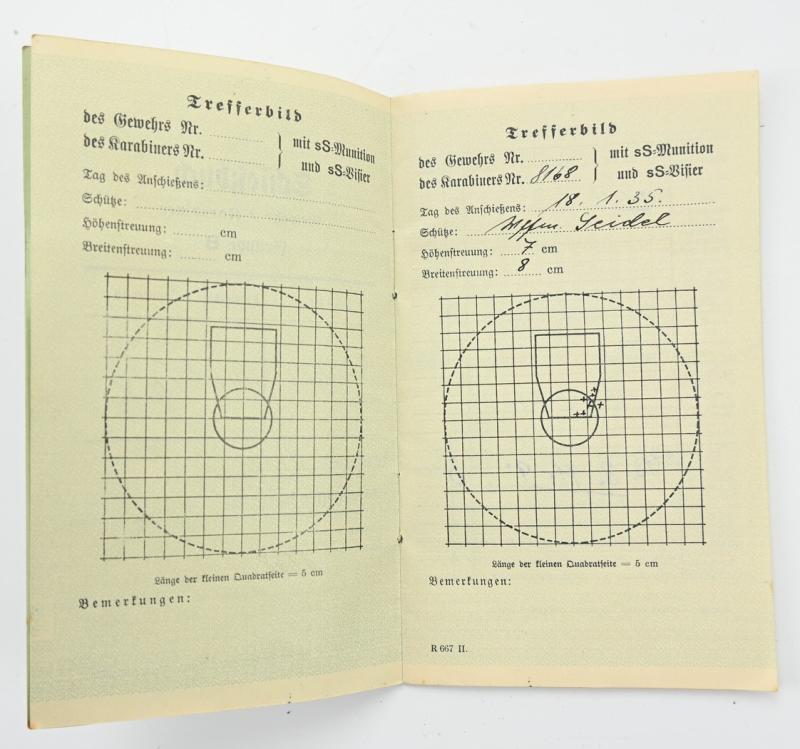 Trefferbild
des Gewehrs Nr.
des Karabiners Nr.
} mit sS-Munition
und sS-Visier
Tag des Anschießens:
Schütze:
Höhenstreuung: cm
Breitenstreuung: cm
Länge der kleinen Quadratseite = 5 cm
Bemerkungen:
Trefferbild
des Gewehrs Nr.
des Karabiners Nr. 8168
} mit sS-Munition
und sS-Visier
Tag des Anschießens: 18. 1. 35.
Schütze: Seidel
Höhenstreuung: 7 cm
Breitenstreuung: 8 cm
Länge der kleinen Quadratseite = 5 cm
Bemerkungen:
R 667 II.